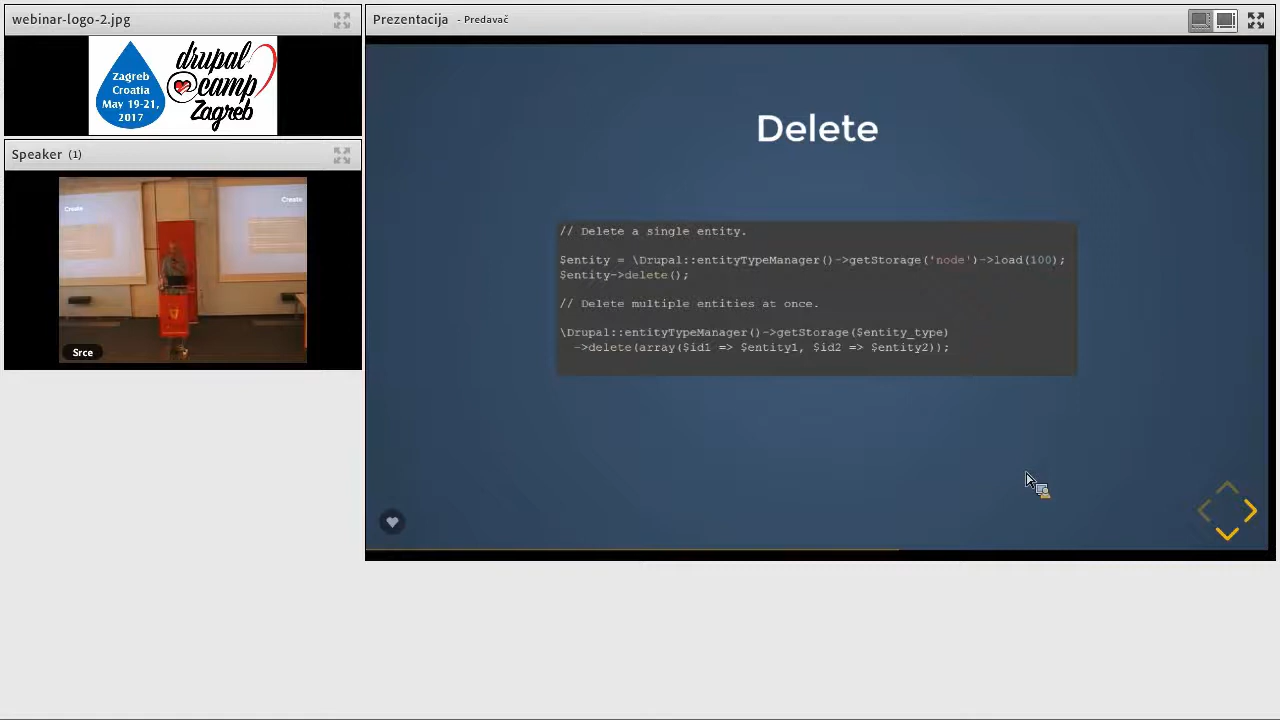 webinar-logo-2.jpg
Zagreb
Croatia
May 19-21,
2017
drupal
camp
Zagreb
Speaker (1)
Create
Create
Srce
Prezentacija - Predavač
Delete
// Delete a single entity.
$entity = \Drupal::entityTypeManager()->getStorage('node')->load(100);
$entity->delete();
// Delete multiple entities at once.
\Drupal::entityTypeManager()->getStorage($entity_type)
->delete(array($id1 => $entity1, $id2 => $entity2));